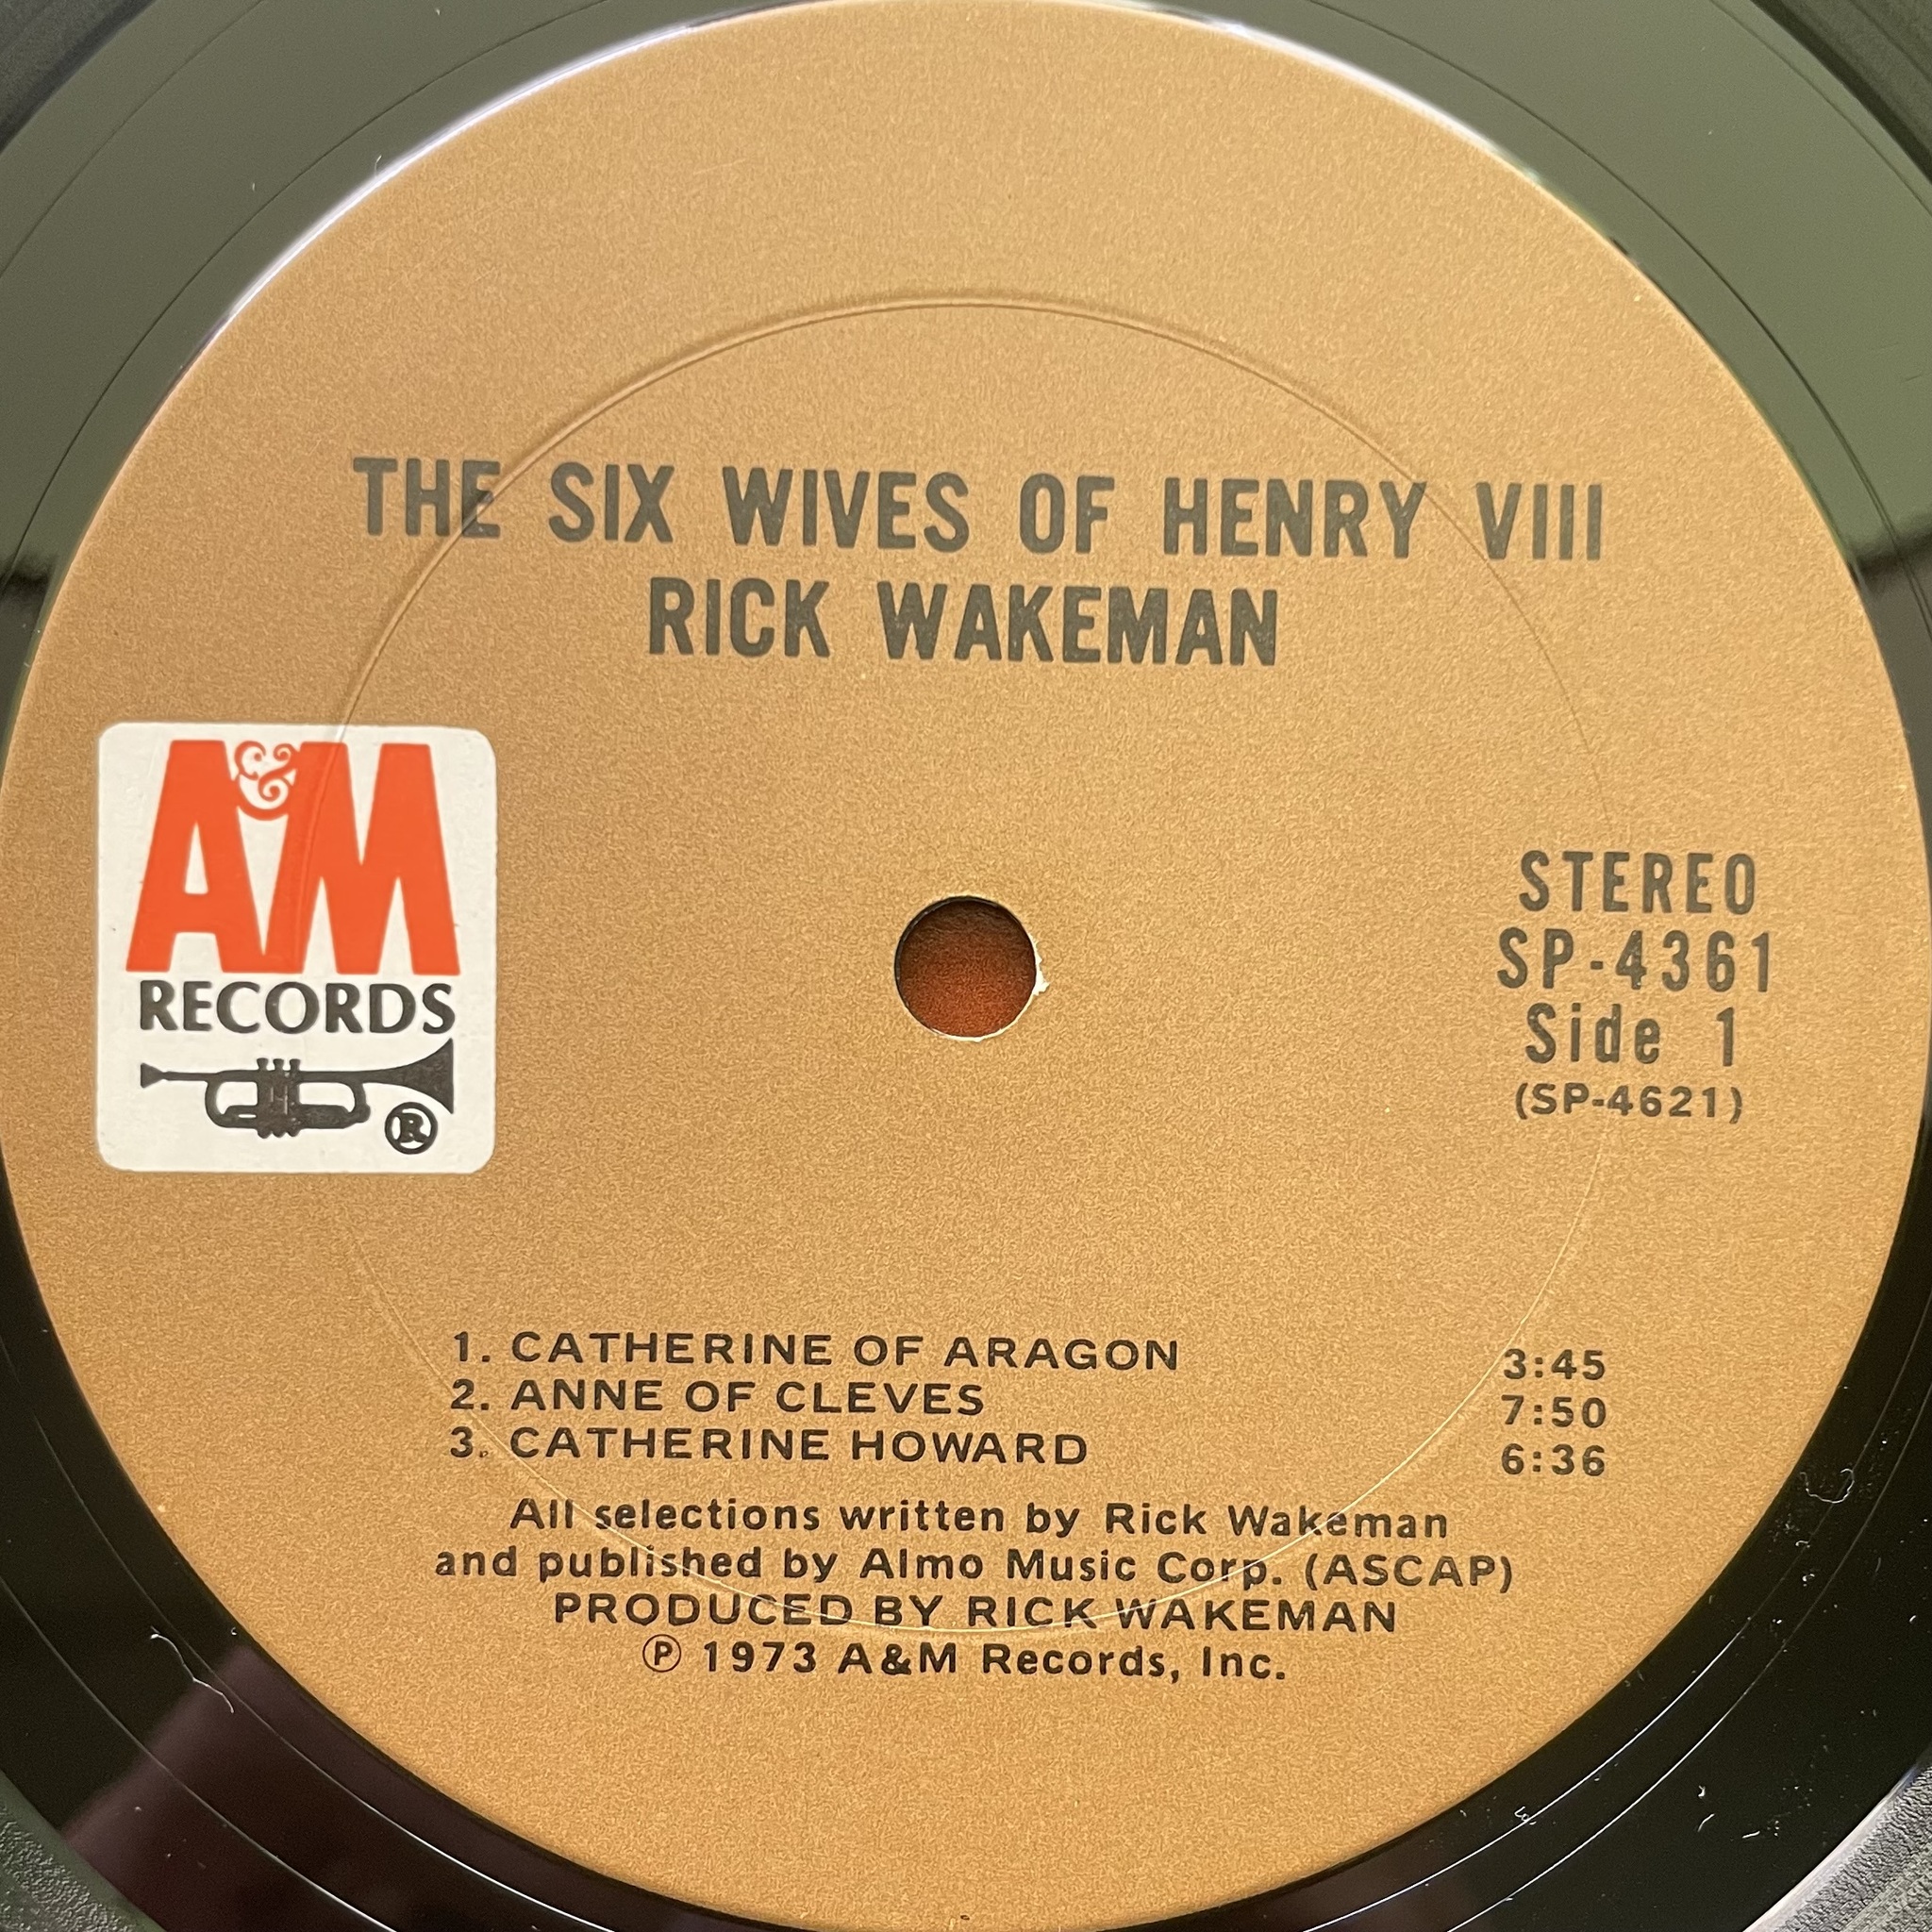 THE SIX WIVES OF HENRY VIII
RICK WAKEMAN
A&M
RECORDS
®
STEREO
SP-4361
Side 1
(SP-4621)
1. CATHERINE OF ARAGON 3:45
2. ANNE OF CLEVES 7:50
3. CATHERINE HOWARD 6:36
All selections written by Rick Wakeman
and published by Almo Music Corp. (ASCAP)
PRODUCED BY RICK WAKEMAN
℗ 1973 A&M Records, Inc.